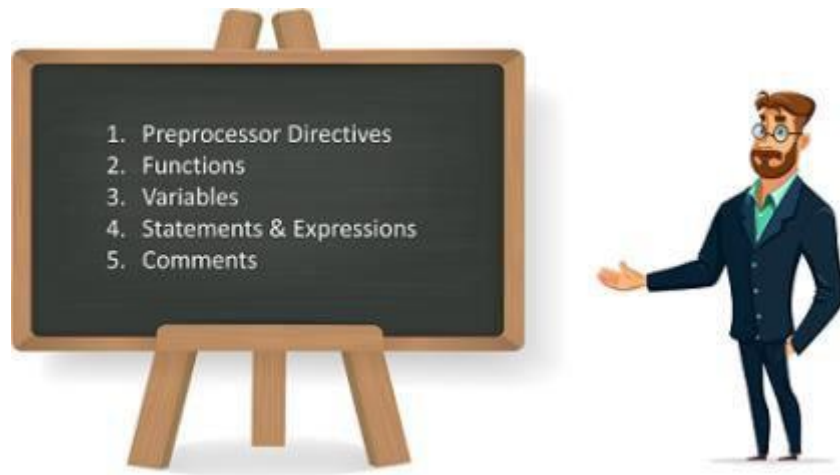 1. Preprocessor Directives
2. Functions
3. Variables
4. Statements & Expressions
5. Comments